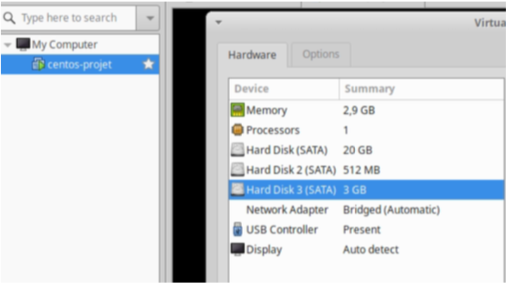 Type here to search
My Computer
centos-projet
Virtua
Hardware Options
Device Summary
Memory 2,9 GB
Processors 1
Hard Disk (SATA) 20 GB
Hard Disk 2 (SATA) 512 MB
Hard Disk 3 (SATA) 3 GB
Network Adapter Bridged (Automatic)
USB Controller Present
Display Auto detect